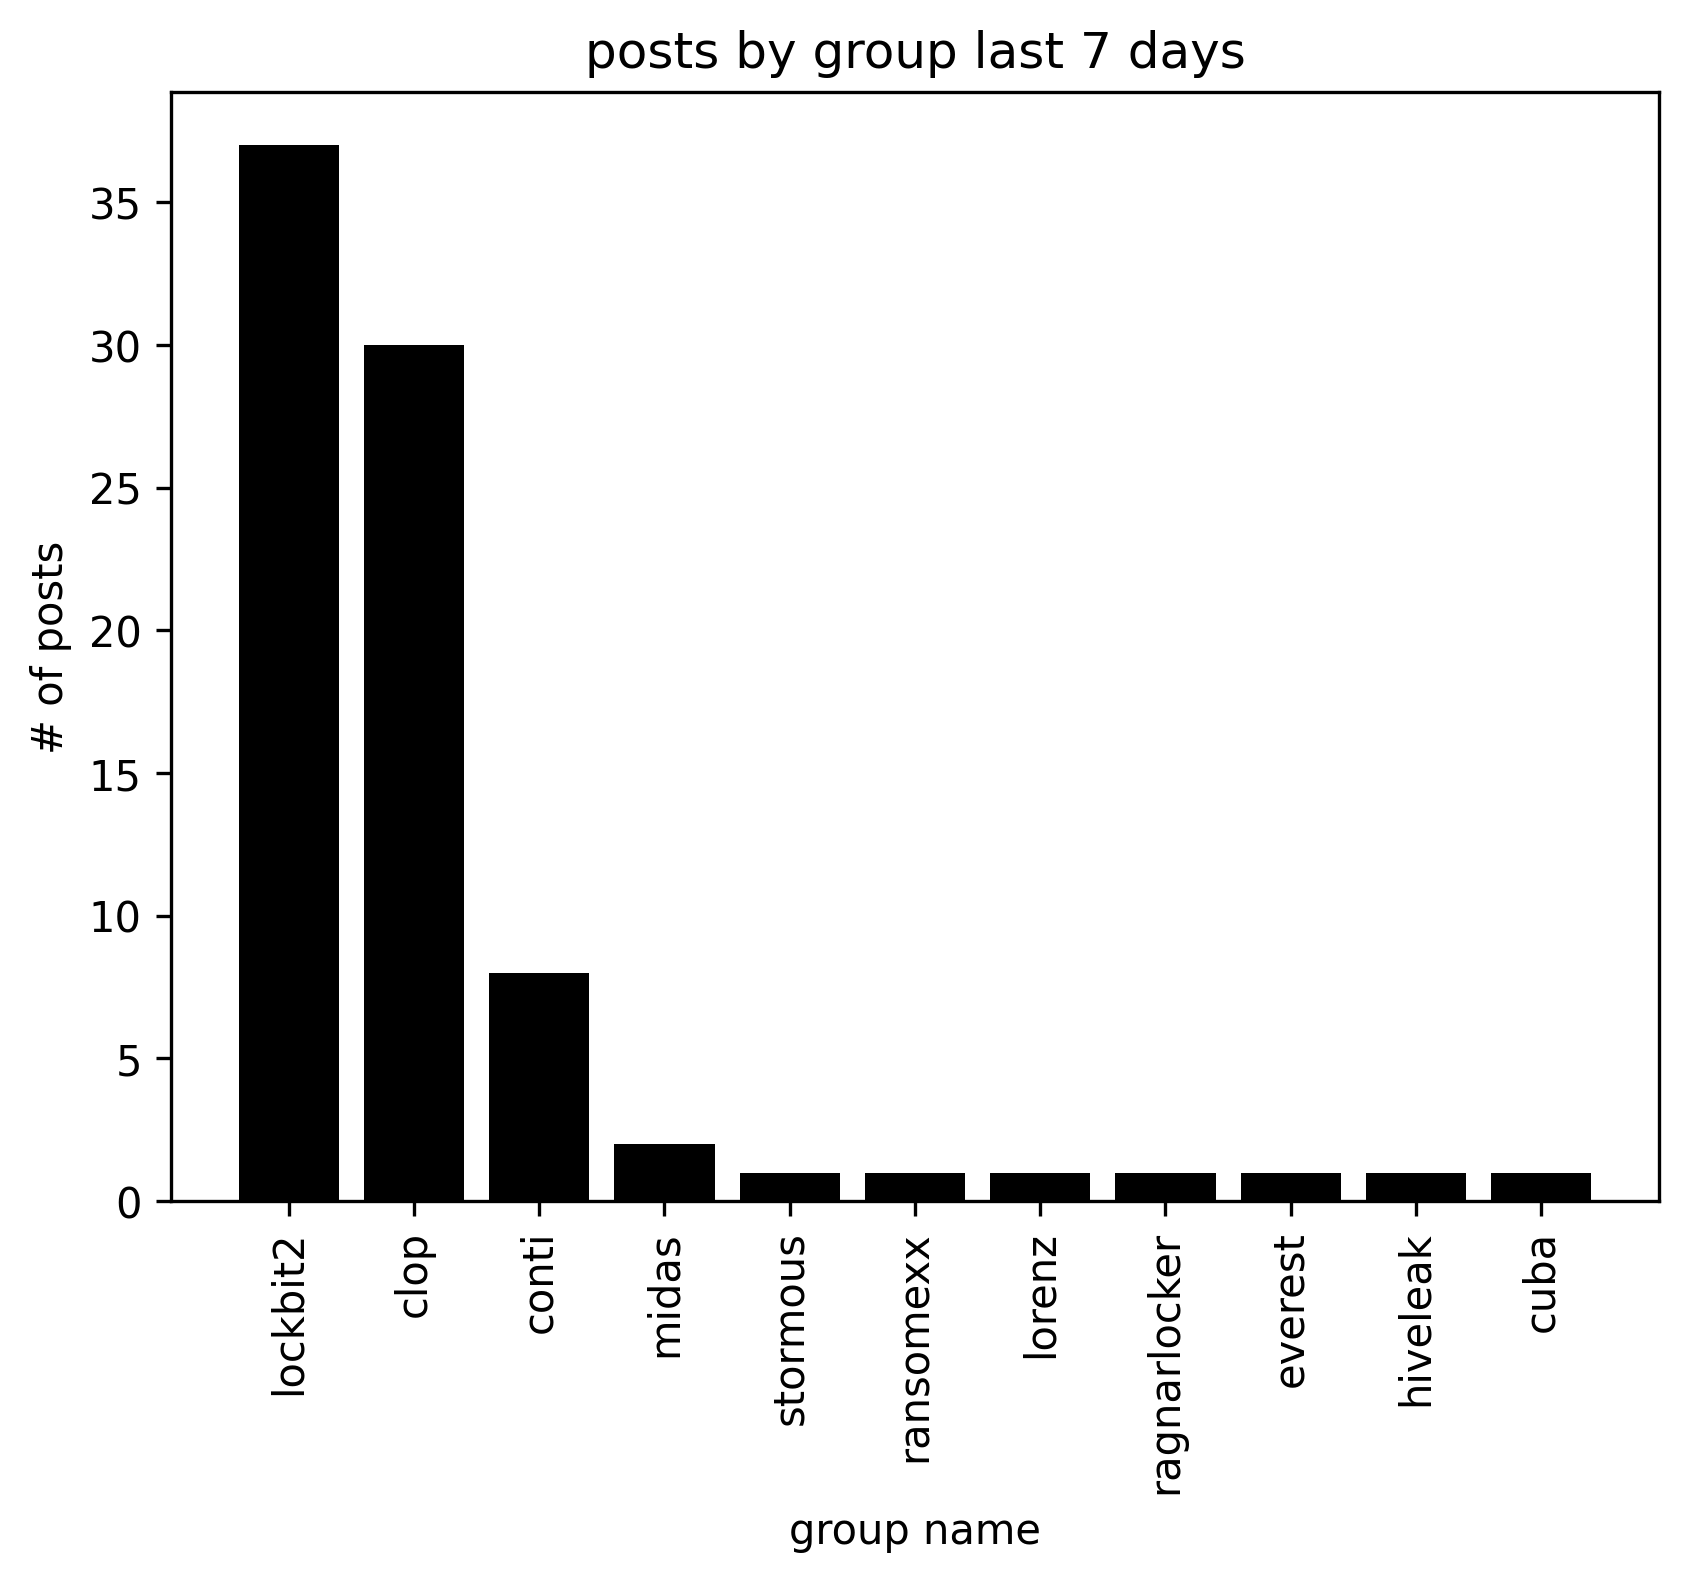 posts by group last 7 days
# of posts
35
30
25
20
15
10
5
0
lockbit2
clop
conti
midas
stormous
ransomexx
lorenz
ragnarlocker
everest
hiveleak
cuba
group name